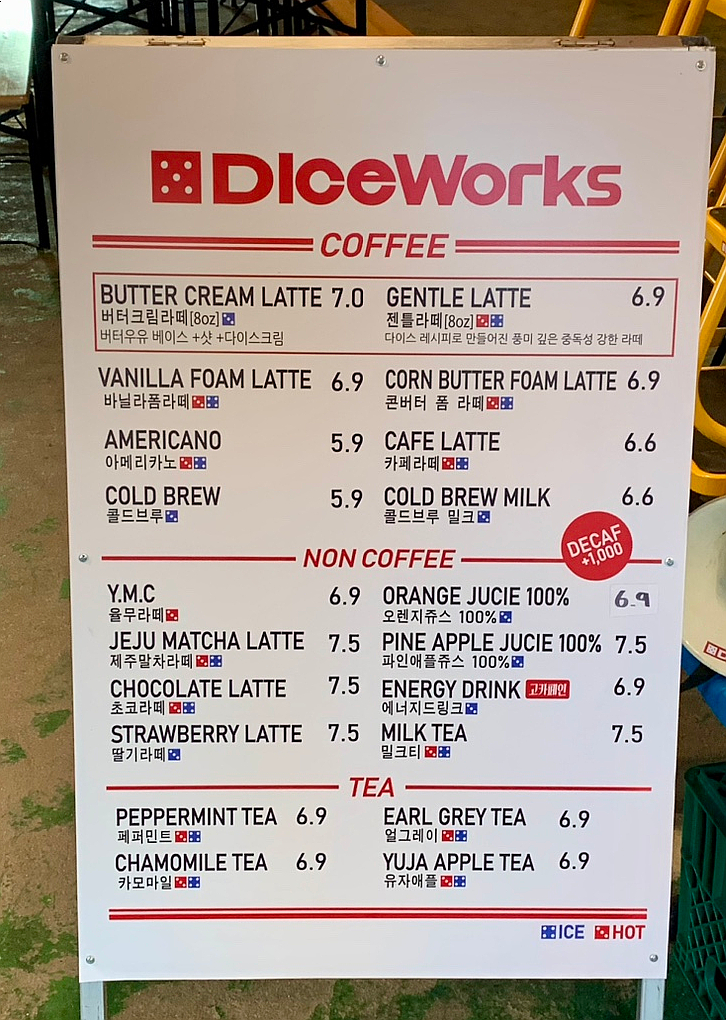 DIceWorks
COFFEE
BUTTER CREAM LATTE 7.0
버터크림라떼[8oz]
버터우유 베이스 +샷 +다이스크림
GENTLE LATTE 6.9
젠틀라떼[8oz]
다이스 레시피로 만들어진 풍미 깊은 중독성 강한 라떼
VANILLA FOAM LATTE 6.9
바닐라폼라떼
CORN BUTTER FOAM LATTE 6.9
콘버터 폼 라떼
AMERICANO 5.9
아메리카노
CAFE LATTE 6.6
카페라떼
COLD BREW 5.9
콜드브루
COLD BREW MILK 6.6
콜드브루 밀크
DECAF
+1,000
NON COFFEE
Y.M.C 6.9
율무라떼
ORANGE JUCIE 100% 6.9
오렌지쥬스 100%
JEJU MATCHA LATTE 7.5
제주말차라떼
PINE APPLE JUCIE 100% 7.5
파인애플쥬스 100%
CHOCOLATE LATTE 7.5
초코라떼
ENERGY DRINK 고카페인 6.9
에너지드링크
STRAWBERRY LATTE 7.5
딸기라떼
MILK TEA 7.5
밀크티
TEA
PEPPERMINT TEA 6.9
페퍼민트
EARL GREY TEA 6.9
얼그레이
CHAMOMILE TEA 6.9
카모마일
YUJA APPLE TEA 6.9
유자애플
ICE HOT